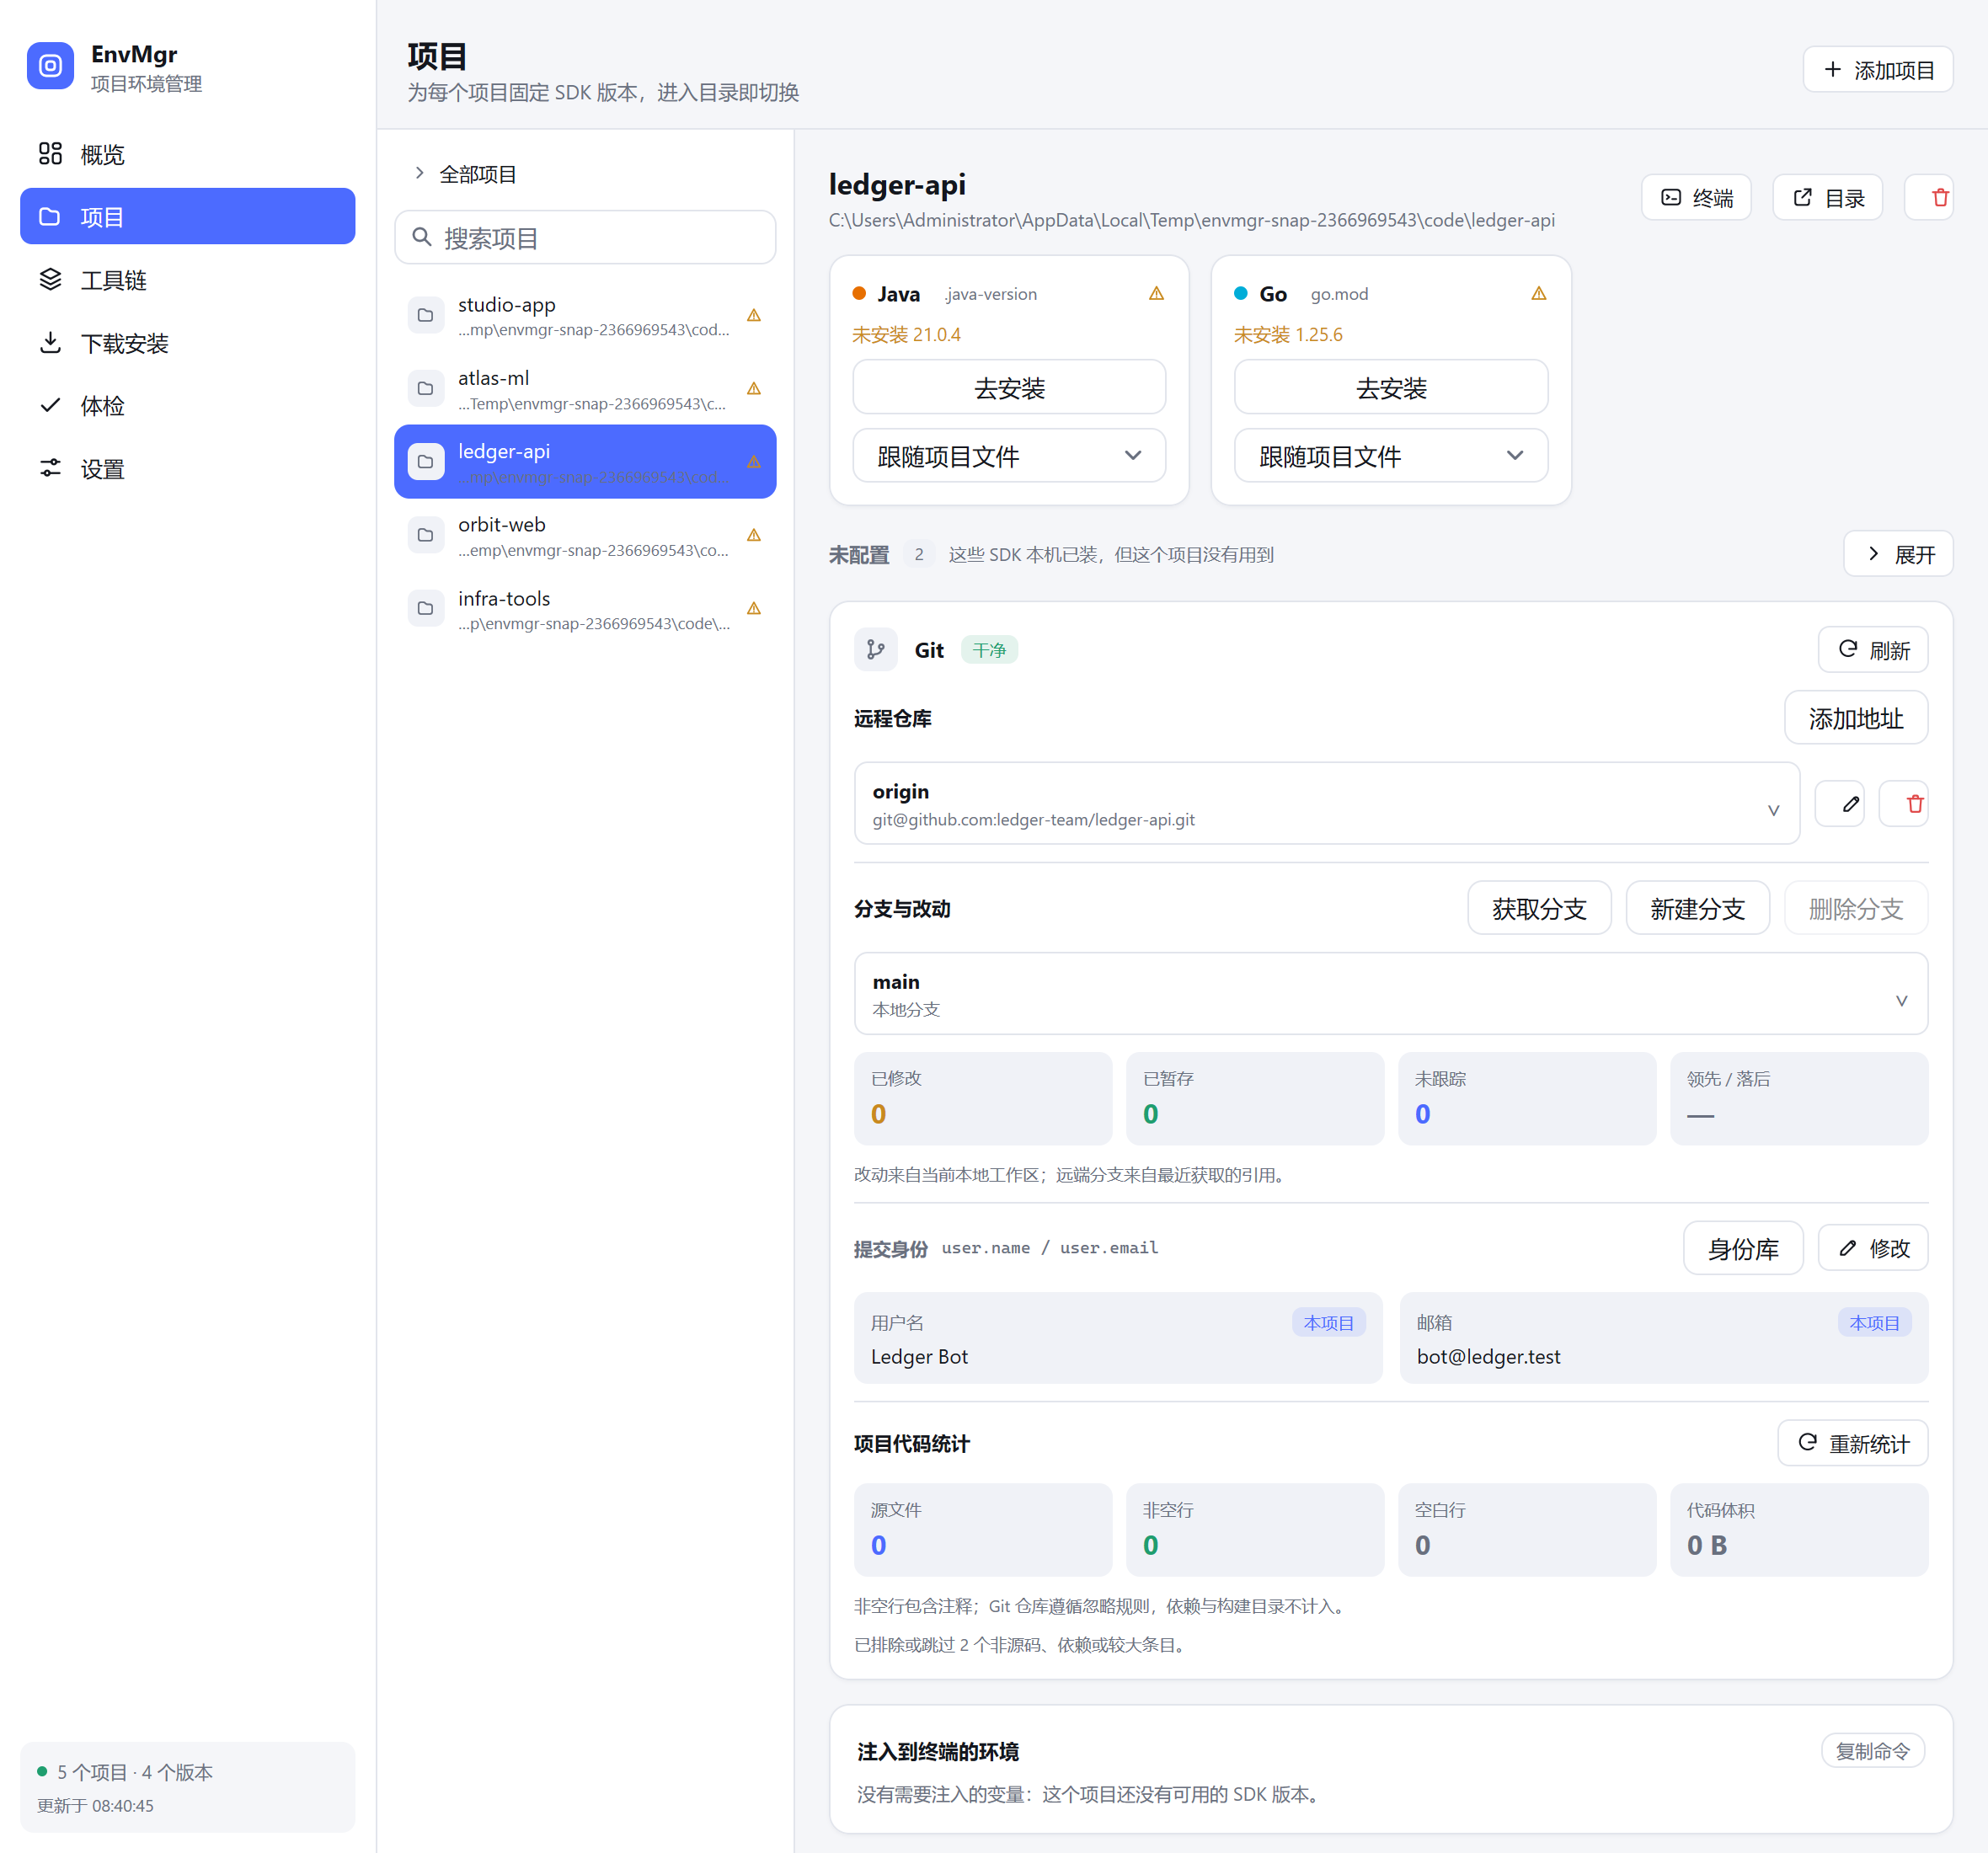 EnvMgr
项目环境管理
概览
项目
工具链
下载安装
体检
设置
5 个项目 · 4 个版本
更新于 08:40:45
项目
为每个项目固定 SDK 版本，进入目录即切换
添加项目
全部项目
搜索项目
studio-app
...mp\envmgr-snap-2366969543\cod...
atlas-ml
...Temp\envmgr-snap-2366969543\c...
ledger-api
...mp\envmgr-snap-2366969543\cod...
orbit-web
...emp\envmgr-snap-2366969543\co...
infra-tools
...p\envmgr-snap-2366969543\code\...
ledger-api
C:\Users\Administrator\AppData\Local\Temp\envmgr-snap-2366969543\code\ledger-api
终端
目录
Java .java-version
未安装 21.0.4
去安装
跟随项目文件
Go go.mod
未安装 1.25.6
去安装
跟随项目文件
未配置 2 这些 SDK 本机已装，但这个项目没有用到
展开
Git 干净
刷新
远程仓库
添加地址
origin
git@github.com:ledger-team/ledger-api.git
分支与改动
获取分支
新建分支
删除分支
main
本地分支
已修改
0
已暂存
0
未跟踪
0
领先 / 落后
—
改动来自当前本地工作区；远端分支来自最近获取的引用。
提交身份 user.name / user.email
身份库
修改
用户名 本项目
Ledger Bot
邮箱 本项目
bot@ledger.test
项目代码统计
重新统计
源文件
0
非空行
0
空白行
0
代码体积
0 B
非空行包含注释；Git 仓库遵循忽略规则，依赖与构建目录不计入。
已排除或跳过 2 个非源码、依赖或较大条目。
注入到终端的环境
复制命令
没有需要注入的变量：这个项目还没有可用的 SDK 版本。